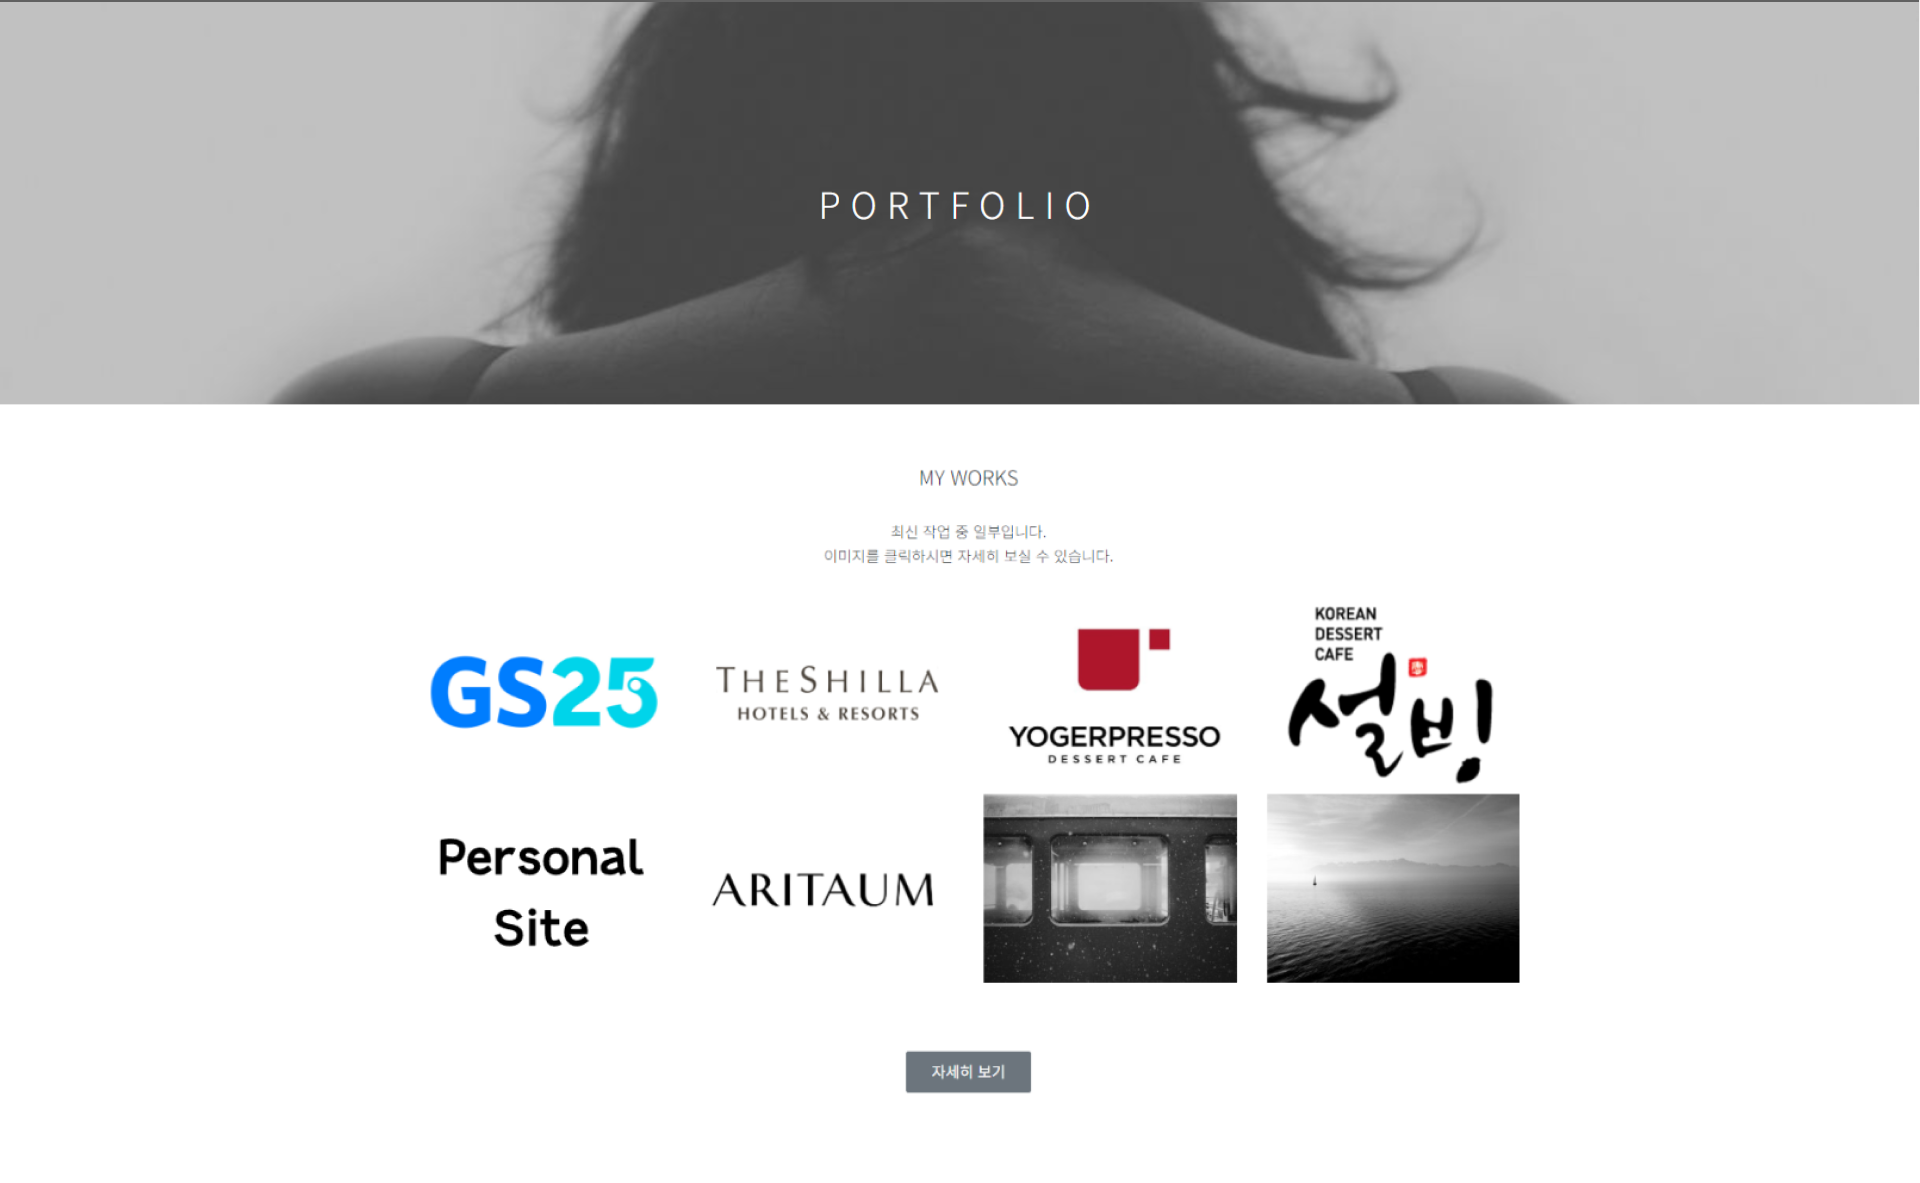 PORTFOLIO
MY WORKS
최신 작업 중 일부입니다.
이미지를 클릭하시면 자세히 보실 수 있습니다.
GS25
THE SHILLA
HOTELS & RESORTS
YOGERPRESSO
DESSERT CAFE
KOREAN
DESSERT
CAFE
설빙
Personal
Site
ARITAUM
자세히 보기